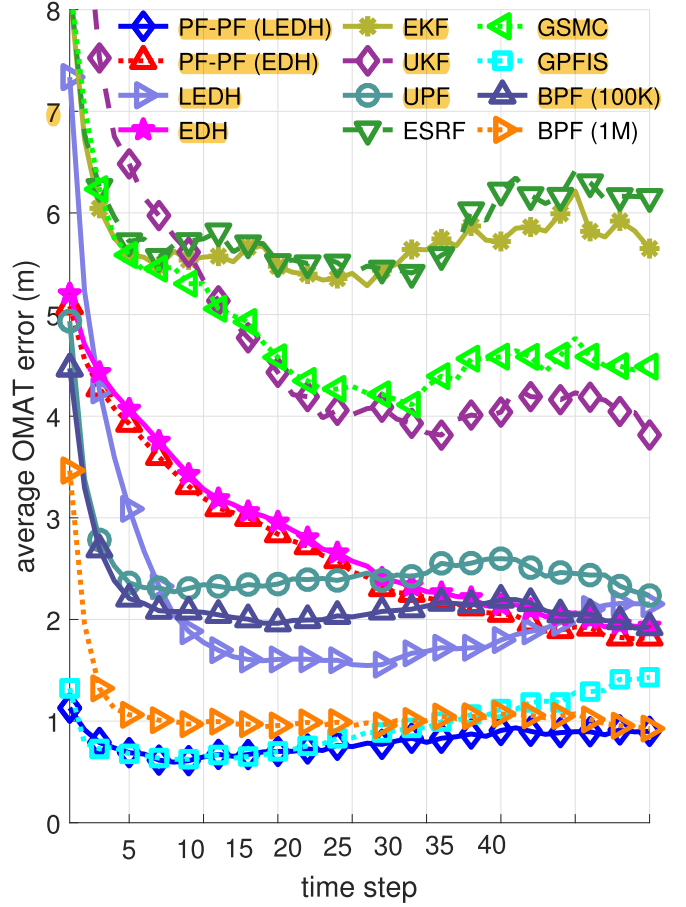 8
PF-PF (LEDH) EKF GSMC
PF-PF (EDH) UKF GPFIS
LEDH UPF BPF (100K)
EDH ESRF BPF (1M)
7
6
5
4
3
2
1
0
average OMAT error (m)
5 10 15 20 25 30 35 40
time step